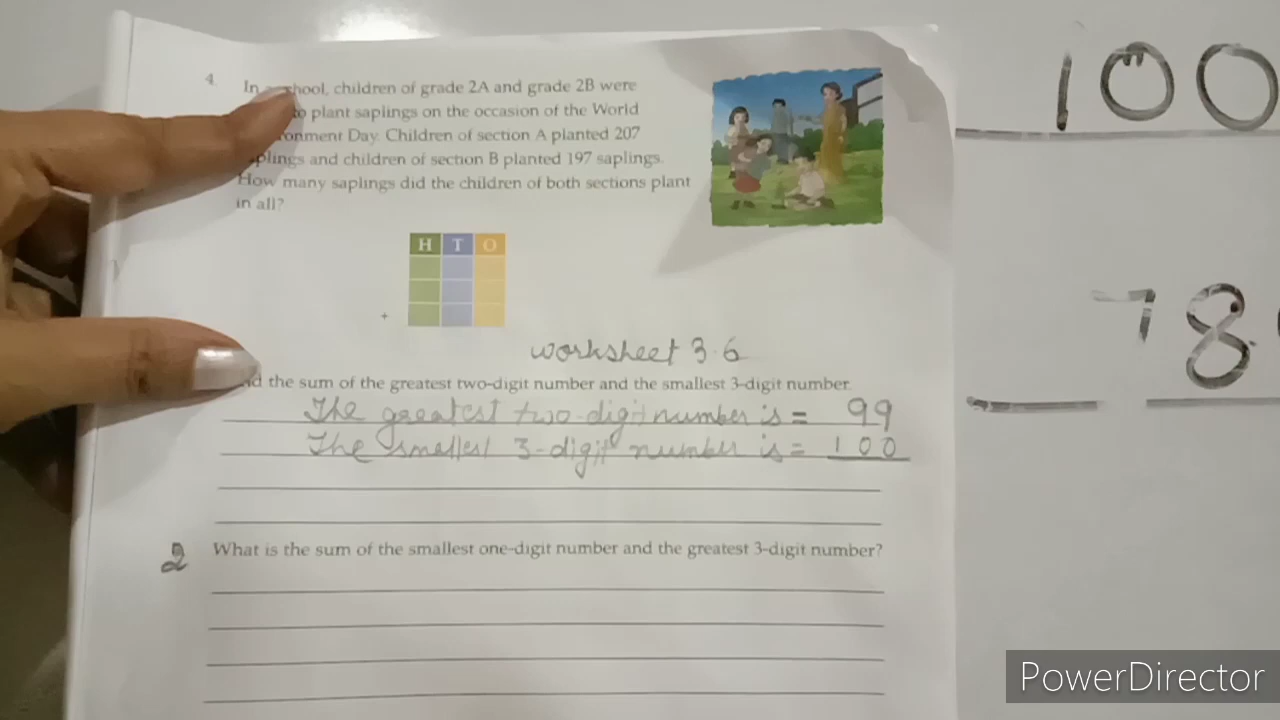 4. In school, children of grade 2A and grade 2B were
to plant saplings on the occasion of the World
Day. Children of section A planted 207
and children of section B planted 197 saplings.
How many saplings did the children of both sections plant
in all?
H T O
+
worksheet 3.6
the sum of the greatest two-digit number and the smallest 3-digit number.
The greatest two-digit number is = 99
The smallest 3-digit number is = 100
2 What is the sum of the smallest one-digit number and the greatest 3-digit number?
100
78
PowerDirector